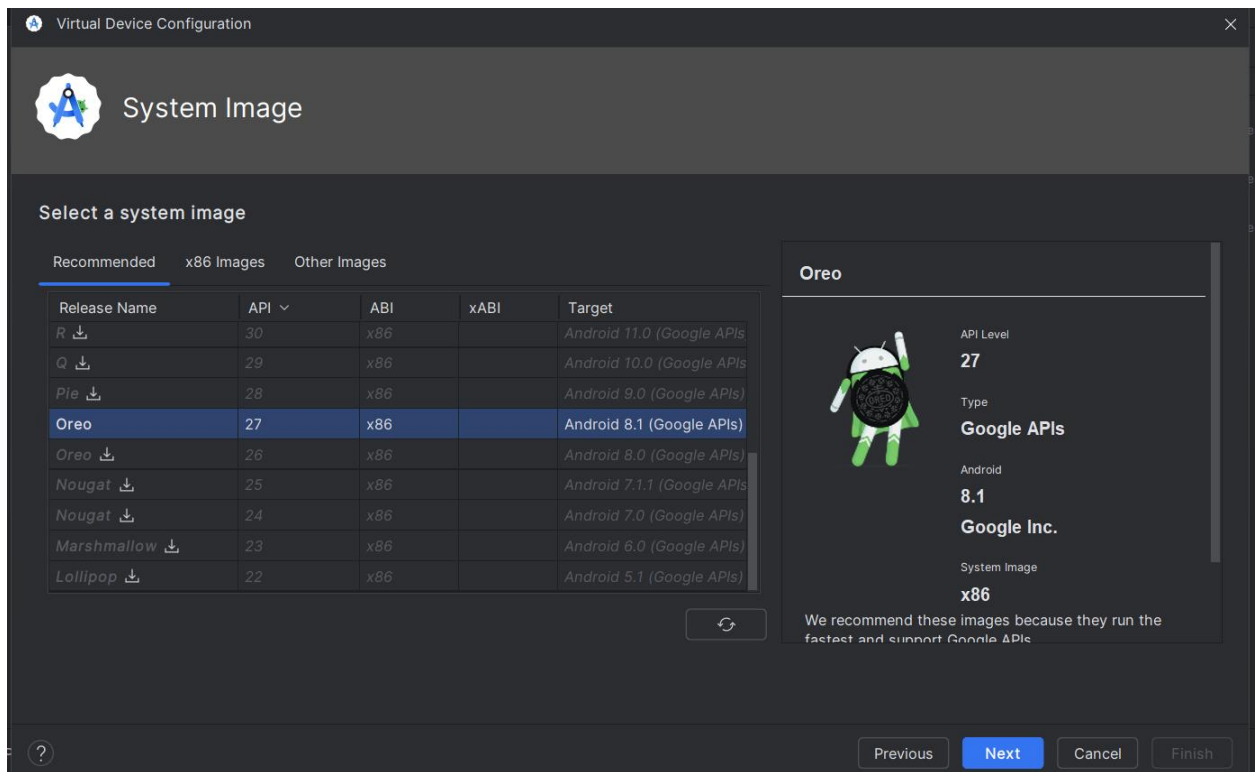 Virtual Device Configuration
System Image
Select a system image
Recommended x86 Images Other Images
Release Name API ABI xABI Target
R 30 x86 Android 11.0 (Google APIs
Q 29 x86 Android 10.0 (Google APIs
Pie 28 x86 Android 9.0 (Google APIs)
Oreo 27 x86 Android 8.1 (Google APIs)
Oreo 26 x86 Android 8.0 (Google APIs)
Nougat 25 x86 Android 7.1.1 (Google APIs
Nougat 24 x86 Android 7.0 (Google APIs)
Marshmallow 23 x86 Android 6.0 (Google APIs)
Lollipop 22 x86 Android 5.1 (Google APIs)
Oreo
OREO
API Level
27
Type
Google APIs
Android
8.1
Google Inc.
System Image
x86
We recommend these images because they run the
fastest and support Google APIs
?
Previous Next Cancel Finish